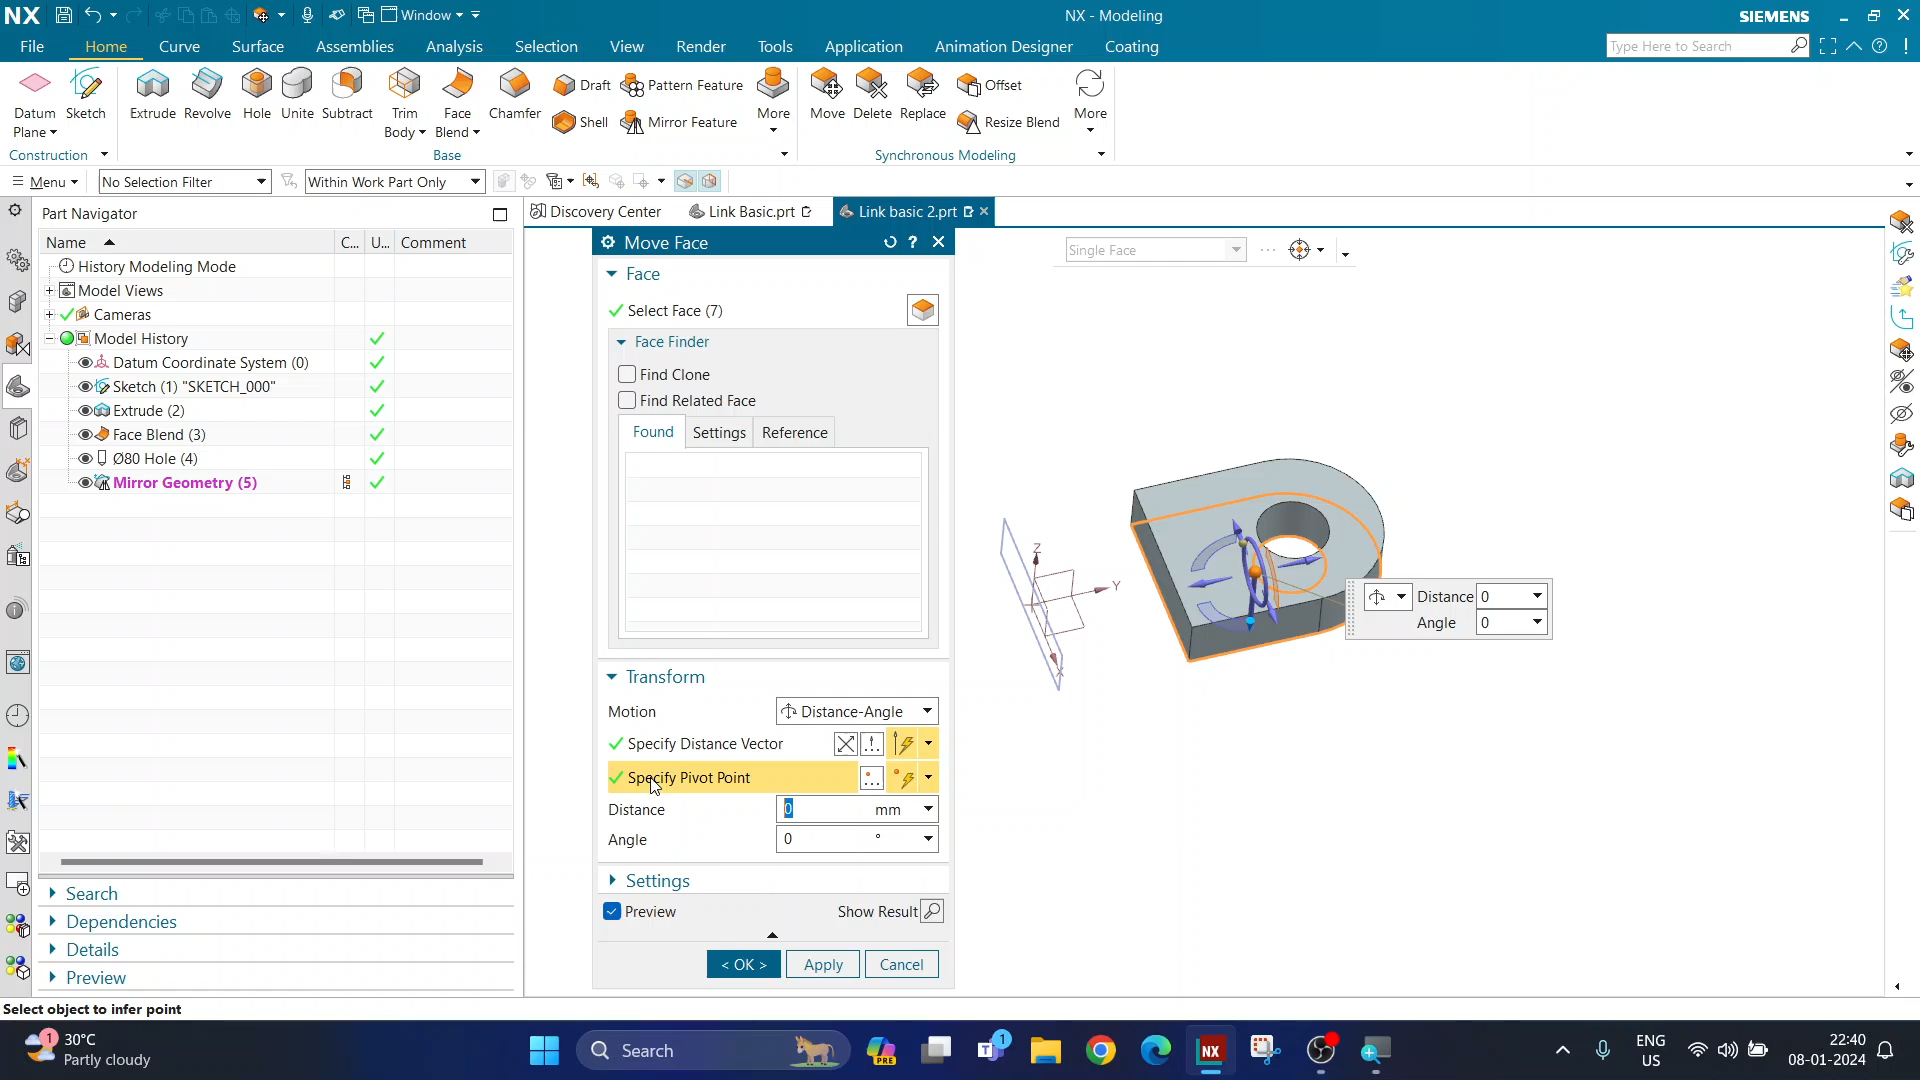 NX
Window
NX - Modeling
SIEMENS
File
Home
Curve
Surface
Assemblies
Analysis
Selection
View
Render
Tools
Application
Animation Designer
Coating
Type Here to Search
Datum
Plane
Sketch
Extrude
Revolve
Hole
Unite
Subtract
Trim
Body
Face
Blend
Chamfer
Draft
Shell
Pattern Feature
Mirror Feature
More
Move
Delete
Replace
Offset
Resize Blend
More
Construction
Base
Synchronous Modeling
Menu
No Selection Filter
Within Work Part Only
Part Navigator
Name
C...
U...
Comment
History Modeling Mode
Model Views
Cameras
Model History
Datum Coordinate System (0)
Sketch (1) "SKETCH_000"
Extrude (2)
Face Blend (3)
Ø80 Hole (4)
Mirror Geometry (5)
Search
Dependencies
Details
Preview
Discovery Center
Link Basic.prt
Link basic 2.prt
Move Face
Face
Select Face (7)
Face Finder
Find Clone
Find Related Face
Found
Settings
Reference
Transform
Motion
Distance-Angle
Specify Distance Vector
Specify Pivot Point
Distance
0
mm
Angle
0
°
Settings
Preview
Show Result
< OK >
Apply
Cancel
Single Face
Z
Y
X
Distance
0
Angle
0
Select object to infer point
1
30°C
Partly cloudy
Search
PRE
1
NX
ENG
US
22:40
08-01-2024